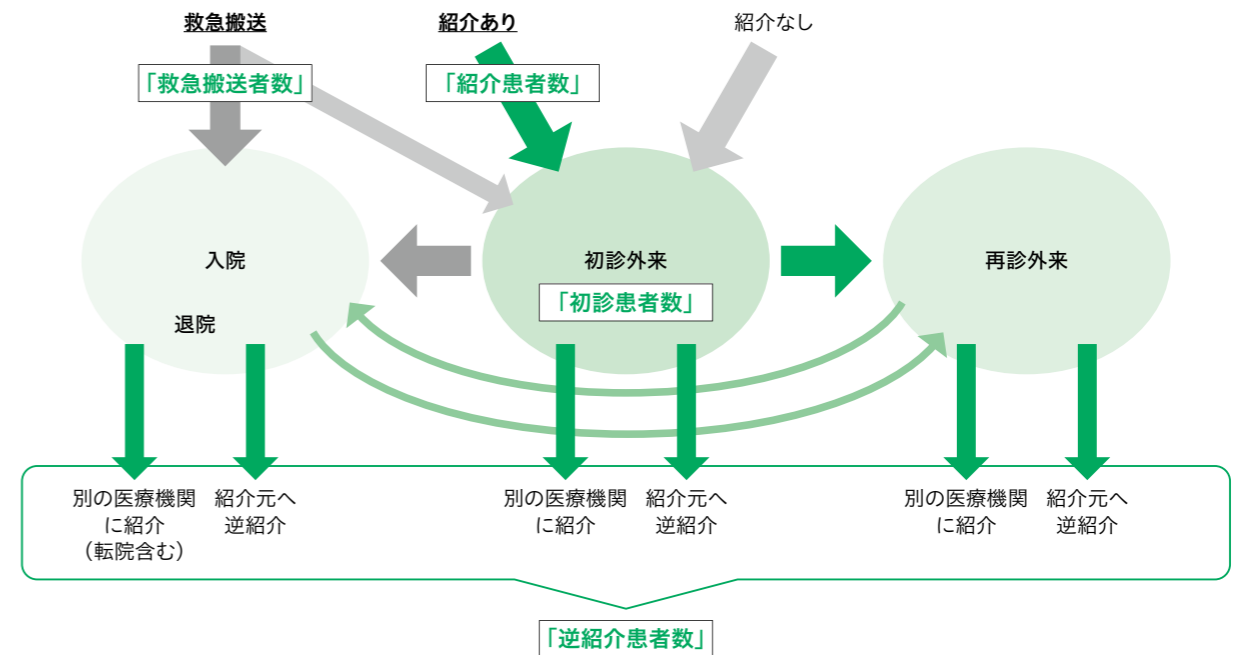 救急搬送
紹介あり
紹介なし
「救急搬送者数」
「紹介患者数」
入院
初診外来
再診外来
「初診患者数」
退院
別の医療機関
に紹介
（転院含む）
紹介元へ
逆紹介
別の医療機関
に紹介
紹介元へ
逆紹介
別の医療機関
に紹介
紹介元へ
逆紹介
「逆紹介患者数」